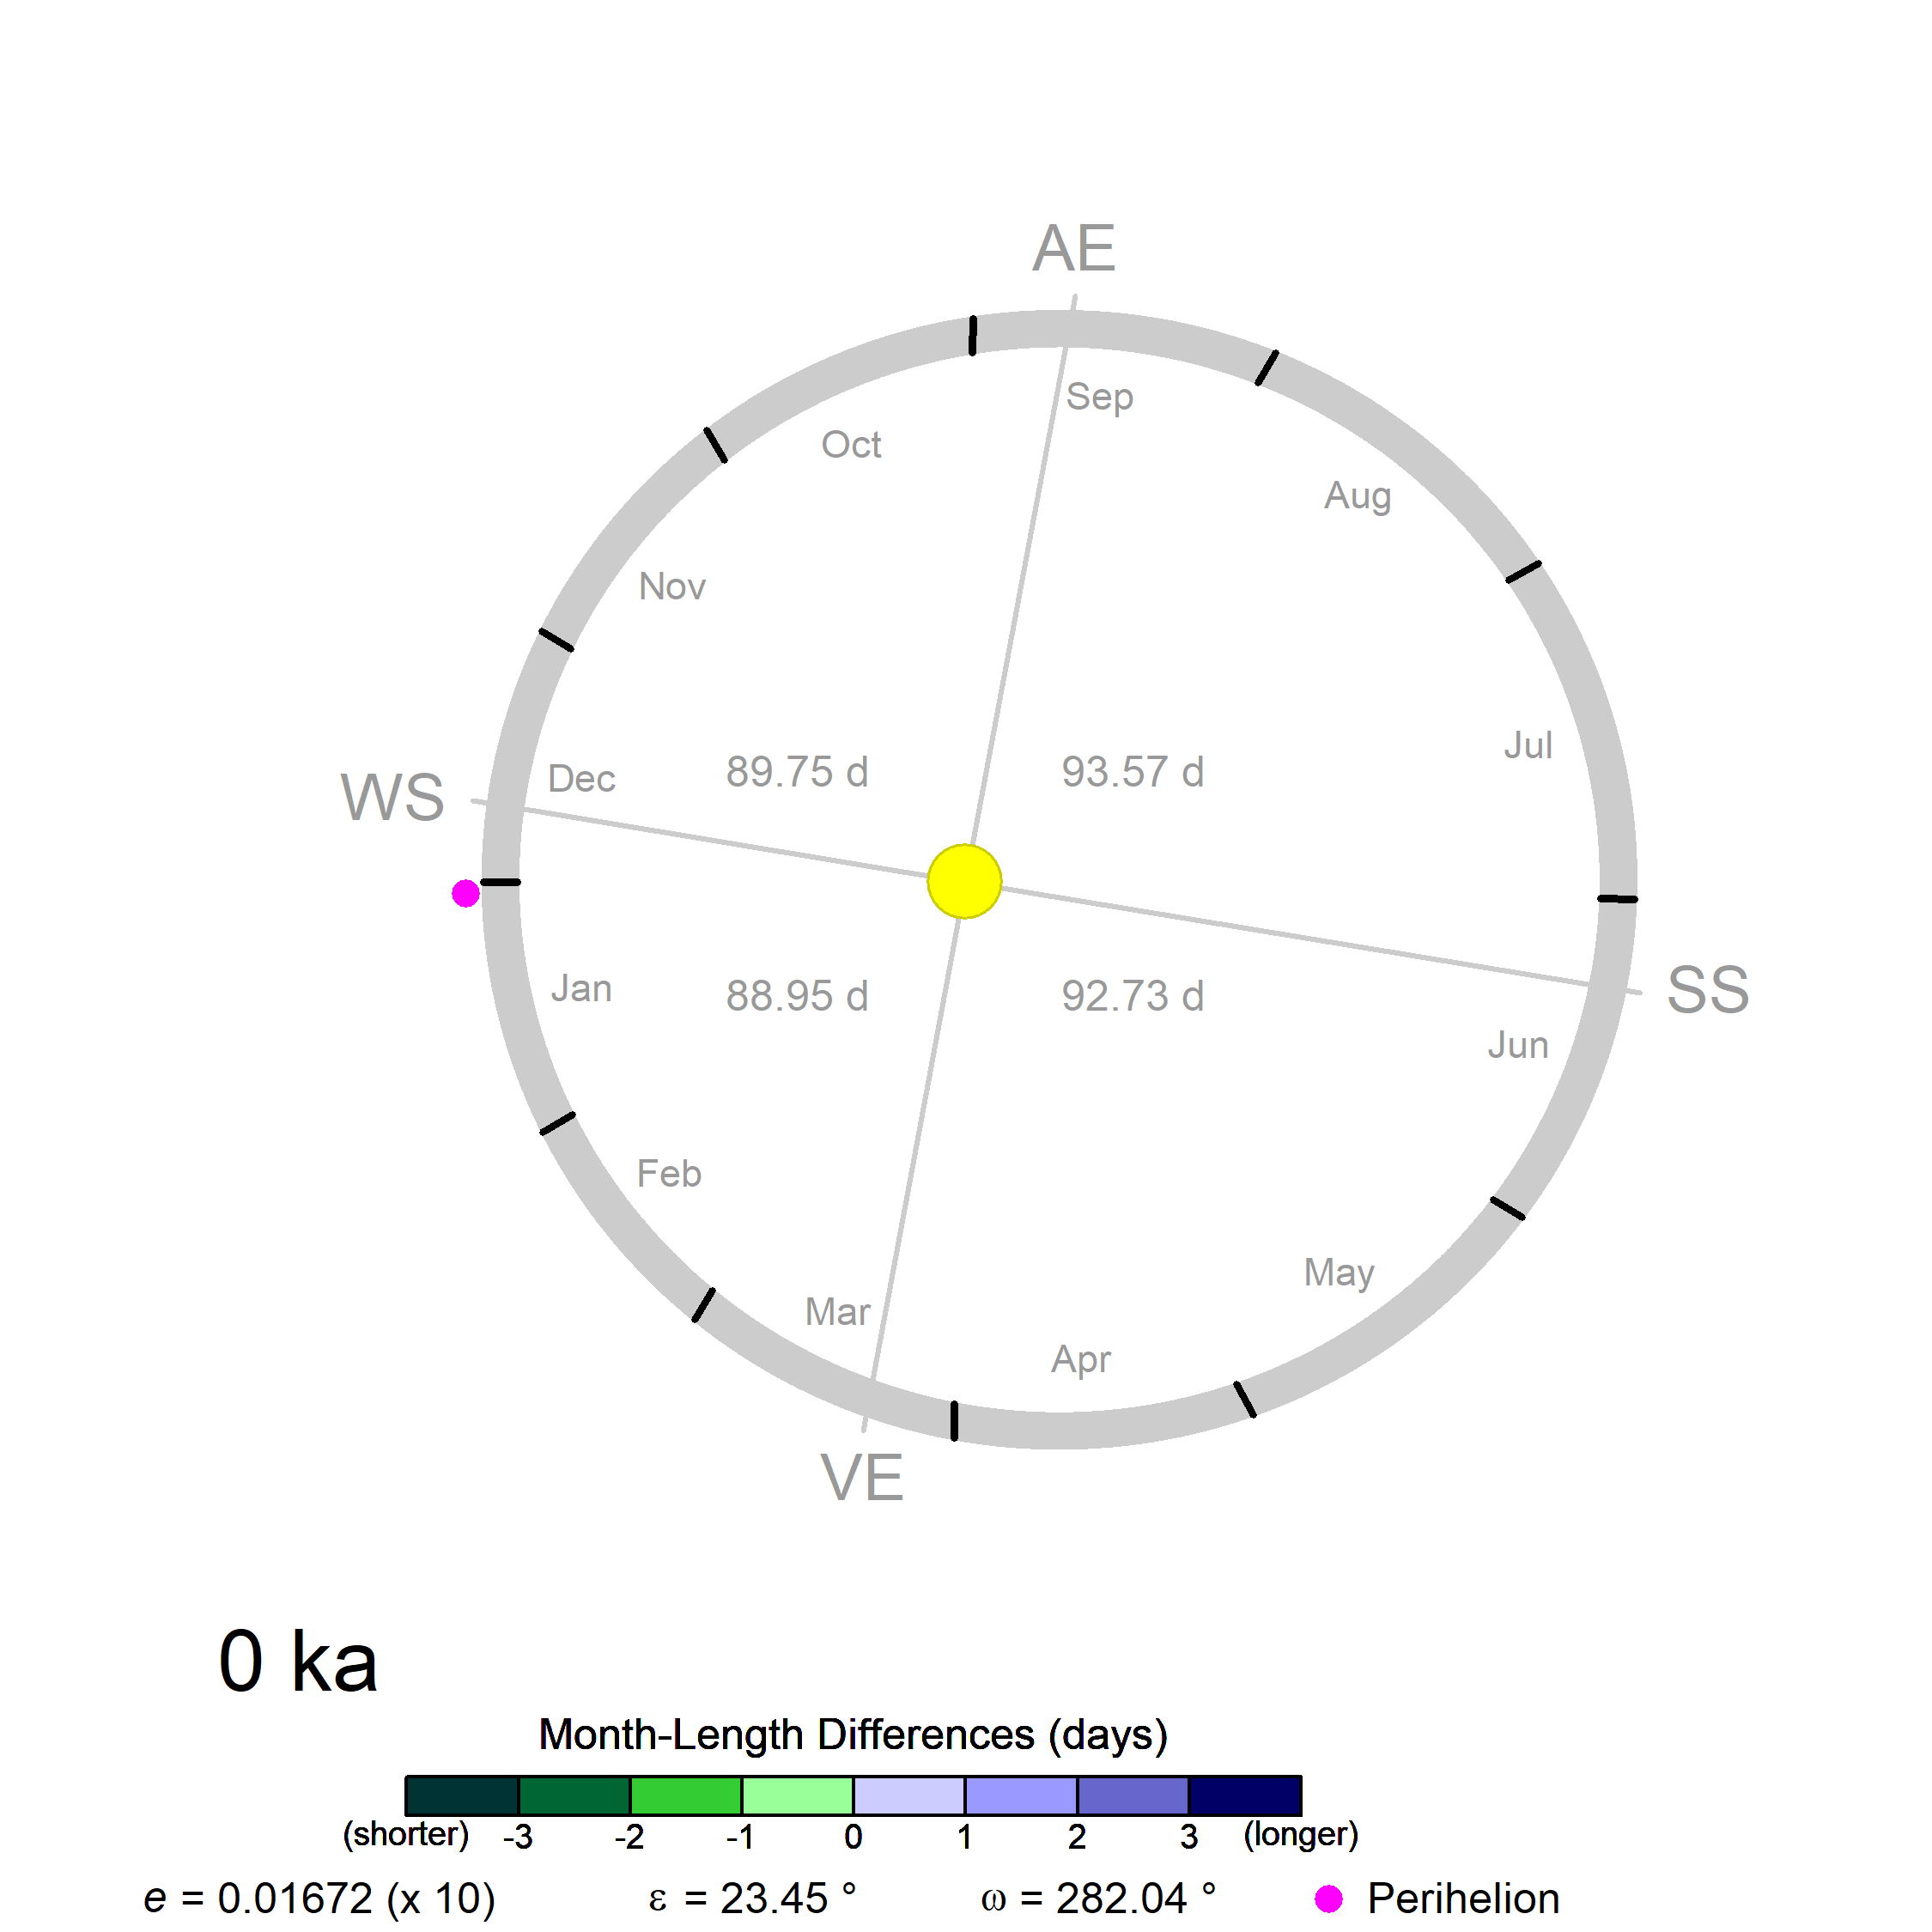 AE
Sep
Oct
Aug
Nov
Jul
WS
Dec
89.75 d
93.57 d
SS
Jan
88.95 d
92.73 d
Jun
Feb
May
Mar
Apr
VE
0 ka
Month-Length Differences (days)
(shorter) -3 -2 -1 0 1 2 3 (longer)
e = 0.01672 (x 10) ε = 23.45 ° ω = 282.04 ° Perihelion